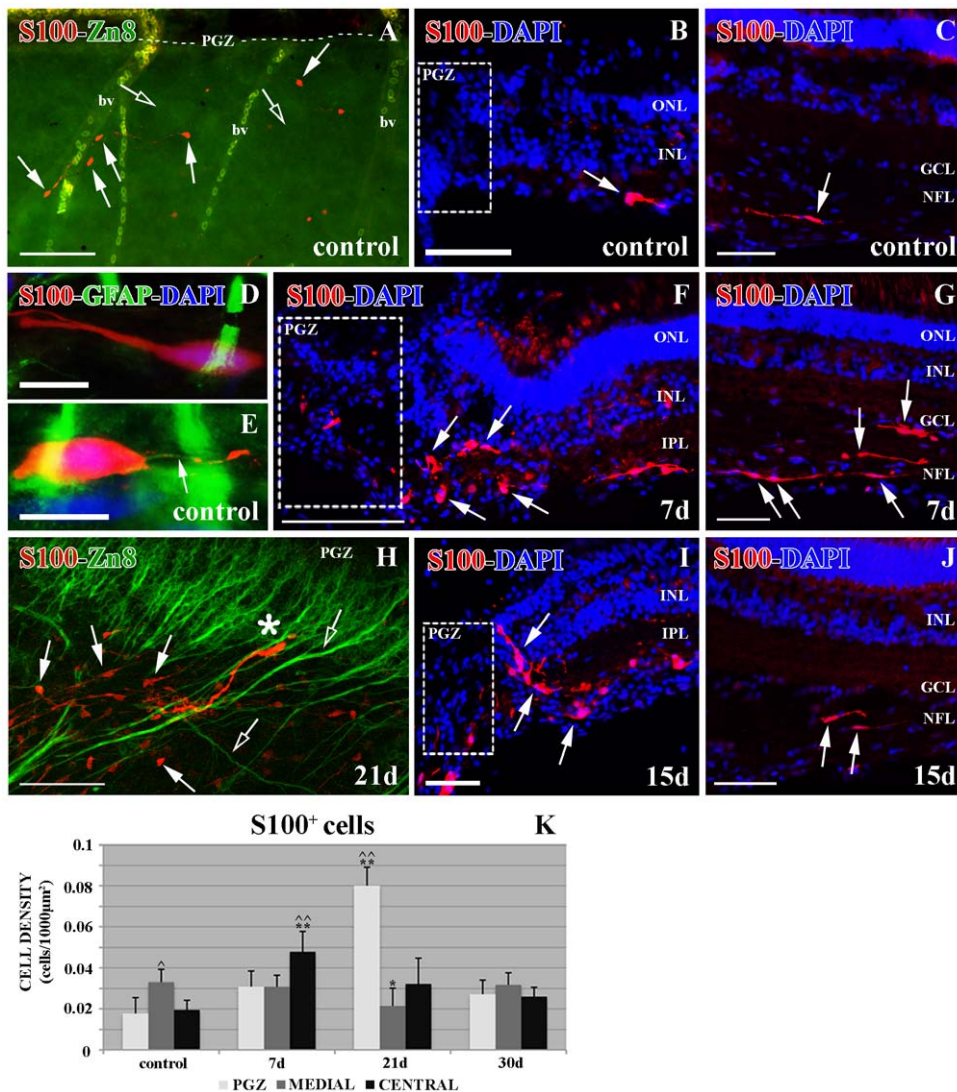 S100-Zn8
PGZ
A
bv
bv
bv
control
S100-DAPI
B
PGZ
ONL
INL
control
S100-DAPI
C
GCL
NFL
control
S100-GFAP-DAPI
D
E
control
S100-DAPI
F
PGZ
ONL
INL
IPL
7d
S100-DAPI
G
ONL
INL
GCL
NFL
7d
S100-Zn8
PGZ
H
*
21d
S100-DAPI
I
INL
PGZ
IPL
15d
S100-DAPI
J
INL
GCL
NFL
15d
S100⁺ cells
K
CELL DENSITY
(cells/1000µm²)
0.1
0.08
0.06
0.04
0.02
0
^
^^
**
^^
**
*
control
7d
21d
30d
PGZ
MEDIAL
CENTRAL